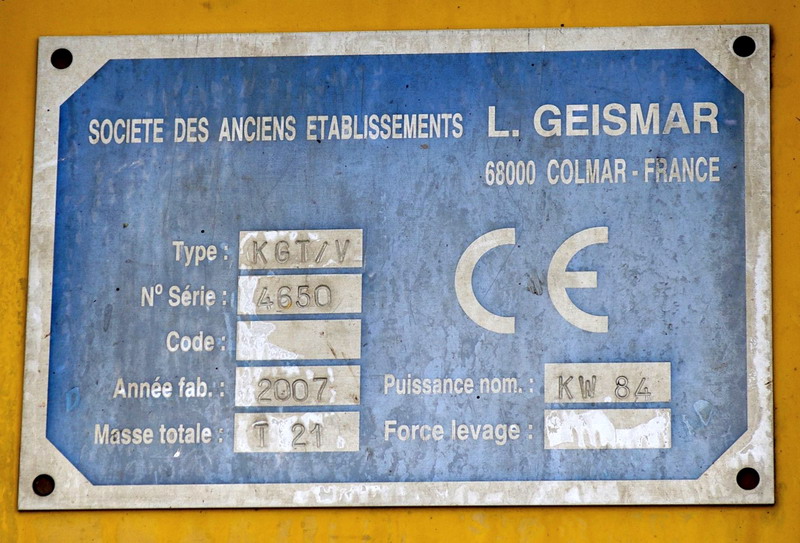 SOCIETE DES ANCIENS ETABLISSEMENTS L. GEISMAR
68000 COLMAR - FRANCE
Type : KGT/V
Nº Série : 4650
CE
Code :
Année fab. : 2007 Puissance nom. : KW 84
Masse totale : T 21 Force levage :